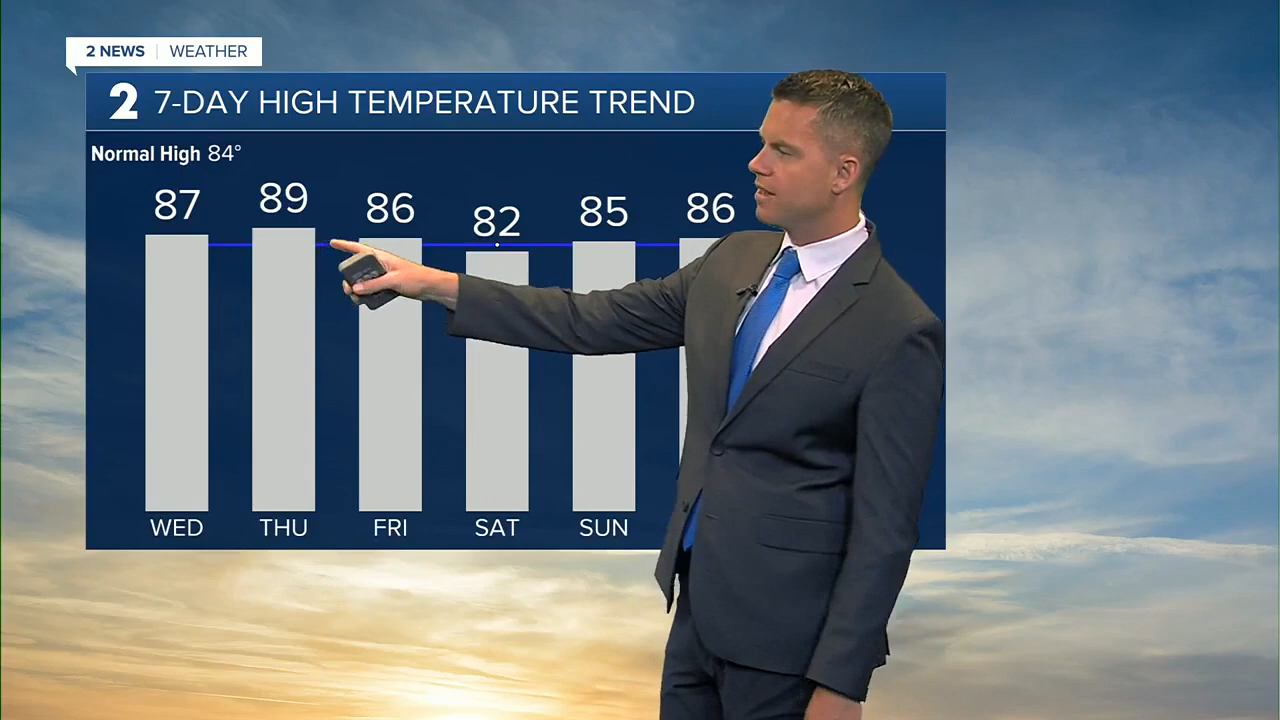 2 NEWS | WEATHER
2 7-DAY HIGH TEMPERATURE TREND
Normal High 84°
87 89 86 82 85 86
WED THU FRI SAT SUN